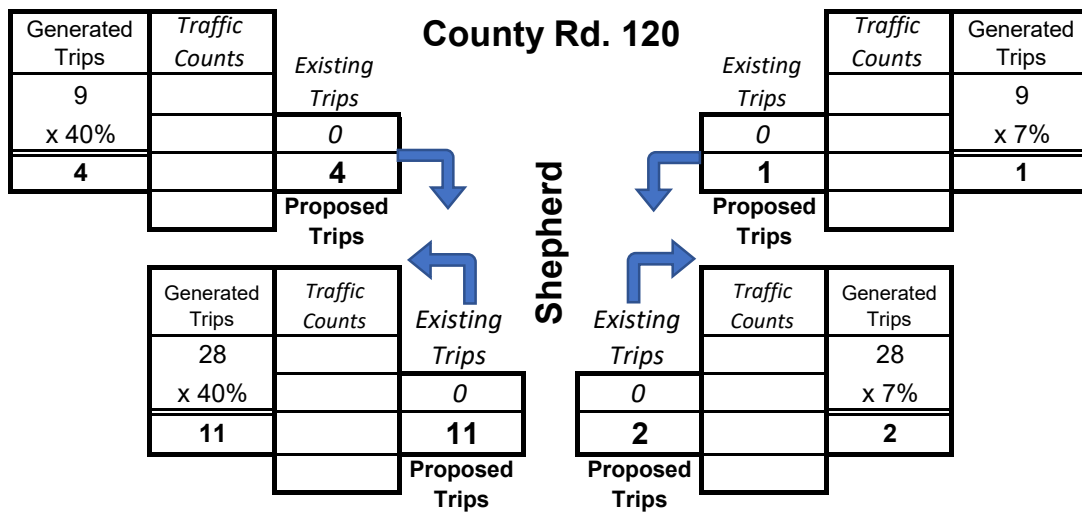 County Rd. 120
Generated
Trips
9
x 40%
4
Traffic
Counts
Existing
Trips
0
4
Proposed
Trips
Existing
Trips
0
1
Proposed
Trips
Traffic
Counts
Generated
Trips
9
x 7%
1
Shepherd
Generated
Trips
28
x 40%
11
Traffic
Counts
Existing
Trips
0
11
Proposed
Trips
Existing
Trips
0
2
Proposed
Trips
Traffic
Counts
Generated
Trips
28
x 7%
2